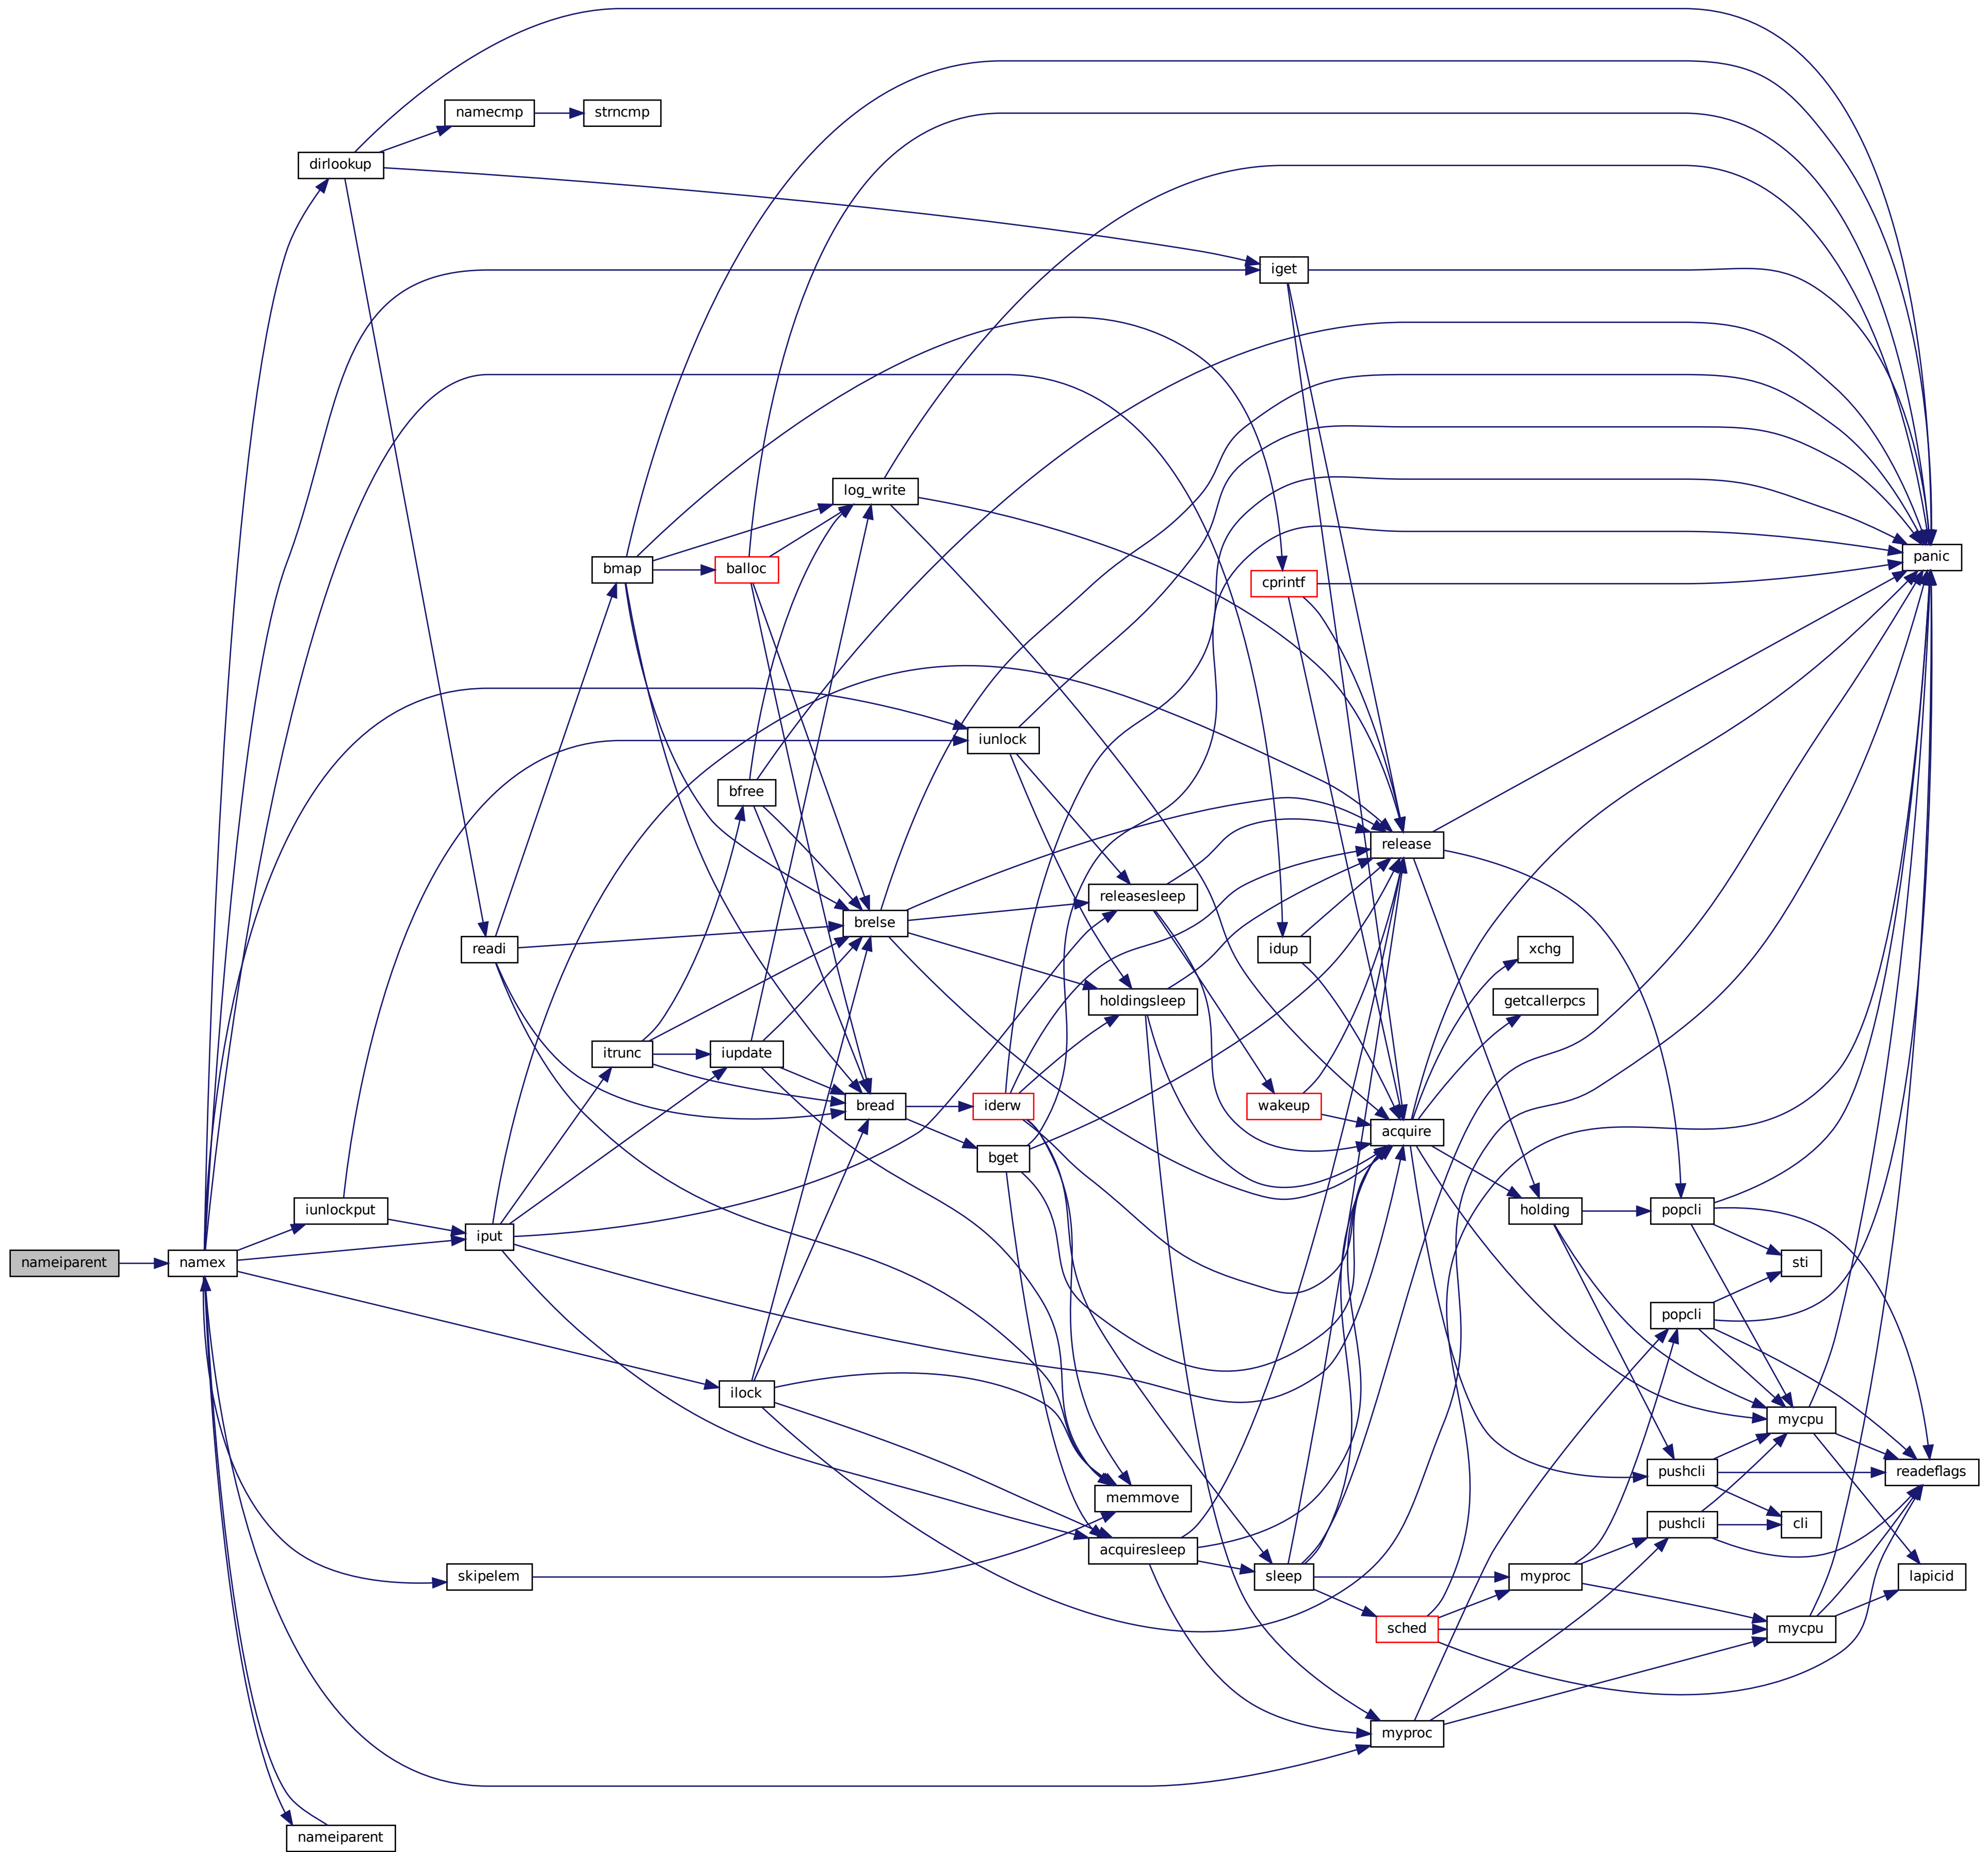 namecmp
strncmp
dirlookup
iget
log_write
panic
bmap
balloc
cprintf
iunlock
bfree
release
releasesleep
brelse
readi
idup
xchg
holdingsleep
getcallerpcs
itrunc
iupdate
bread
iderw
wakeup
acquire
bget
iunlockput
holding
popcli
iput
nameiparent
namex
sti
popcli
ilock
mycpu
pushcli
readeflags
memmove
pushcli
cli
acquiresleep
skipelem
sleep
myproc
lapicid
sched
mycpu
myproc
nameiparent